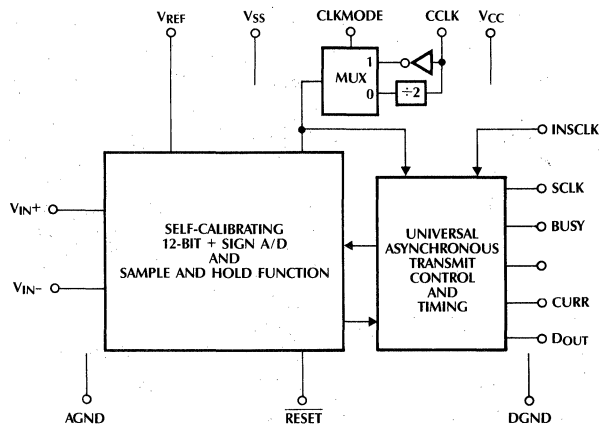 VREF
VSS
CLKMODE
CCLK
VCC
MUX
1
0
÷2
INSCLK
SCLK
BUSY
CURR
DOUT
VIN+
VIN-
SELF-CALIBRATING
12-BIT + SIGN A/D
AND
SAMPLE AND HOLD FUNCTION
UNIVERSAL
ASYNCHRONOUS
TRANSMIT
CONTROL
AND
TIMING
AGND
RESET
DGND